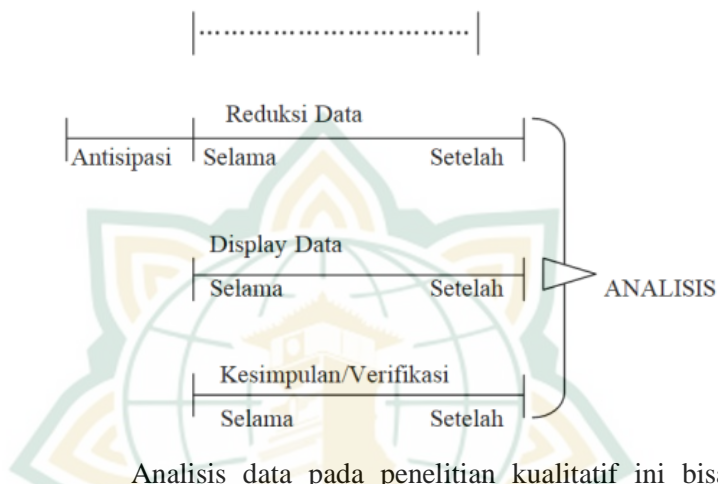 ................................
Reduksi Data
Antisipasi Selama Setelah
Display Data
Selama Setelah
ANALISIS
Kesimpulan/Verifikasi
Selama Setelah
Analisis data pada penelitian kualitatif ini bisa